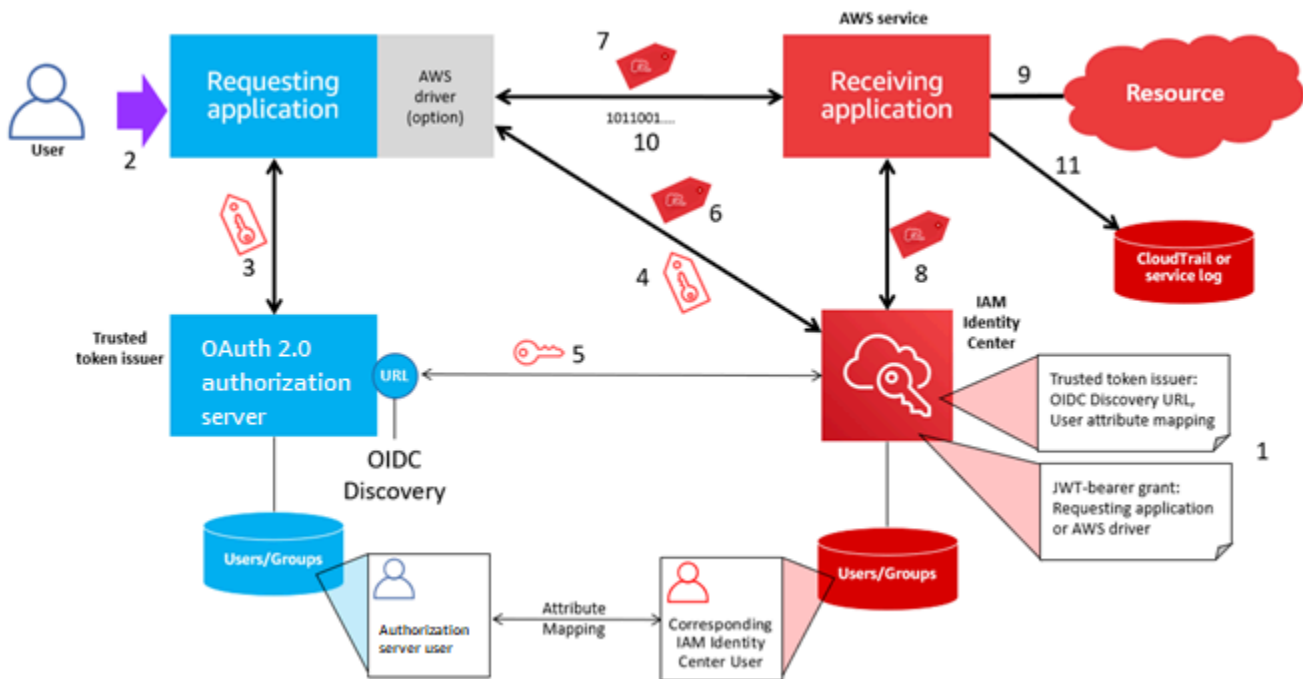 AWS service
7
Requesting
application
AWS
driver
(option)
Receiving
application
9
Resource
User
2
1011001....
10
11
6
3
4
8
CloudTrail or
service log
Trusted
token issuer
OAuth 2.0
authorization
server
URL
5
IAM
Identity
Center
Trusted token issuer:
OIDC Discovery URL,
User attribute mapping
1
OIDC
Discovery
JWT-bearer grant:
Requesting application
or AWS driver
Users/Groups
Users/Groups
Authorization
server user
Attribute
Mapping
Corresponding
IAM Identity
Center User